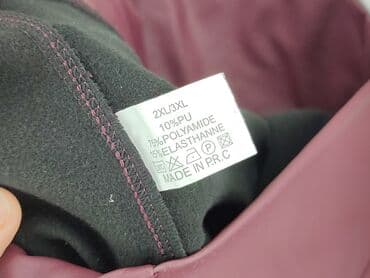 2XL/3XL
10%PU
75%POLYAMIDE
15%ELASTHANNE
P
MADE IN P.R.C